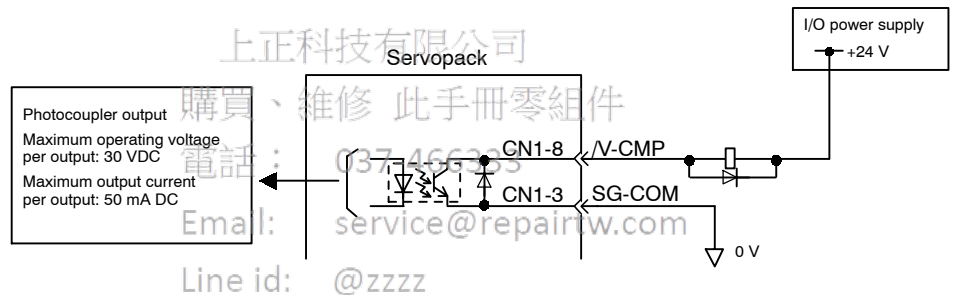 I/O power supply
+24 V
上正科技有限公司
Servopack
購買、維修 此手冊零組件
Photocoupler output
Maximum operating voltage
per output: 30 VDC
Maximum output current
per output: 50 mA DC
電話： 037-466333
CN1-8 /V-CMP
CN1-3 SG-COM
Email: service@repairtw.com
0 V
Line id: @zzzz